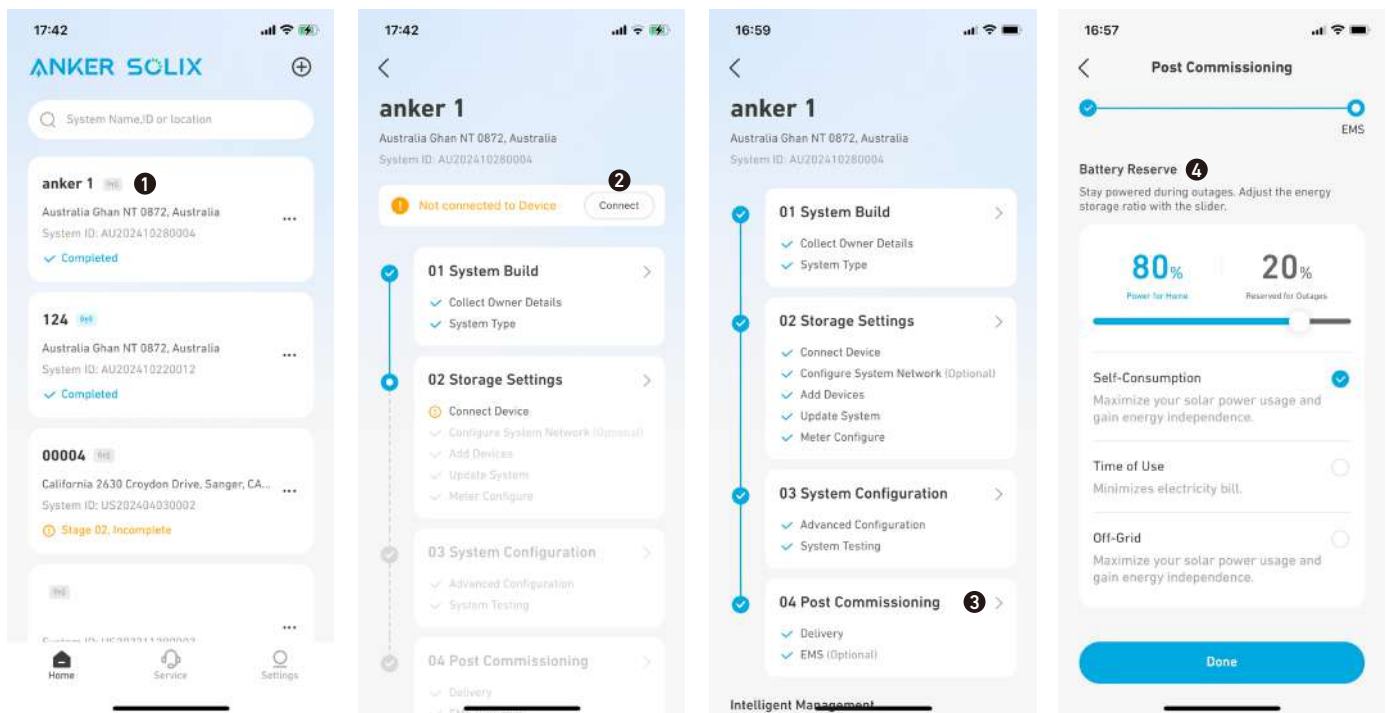 17:42
ANKER SOLIX
System Name,ID or location
anker 1
1
Australia Ghan NT 0872, Australia
System ID: AU202410280004
Completed
124
Australia Ghan NT 0872, Australia
System ID: AU202410220012
Completed
00004
California 2630 Croydon Drive, Sanger, CA...
System ID: US202404030002
Stage 02, Incomplete
Home
Service
Settings
17:42
anker 1
Australia Ghan NT 0872, Australia
System ID: AU202410280004
2
Not connected to Device
Connect
01 System Build
Collect Owner Details
System Type
02 Storage Settings
Connect Device
Configure System Network (Optional)
Add Devices
Update System
Meter Configure
03 System Configuration
Advanced Configuration
System Testing
04 Post Commissioning
Delivery
16:59
anker 1
Australia Ghan NT 0872, Australia
System ID: AU202410280004
01 System Build
Collect Owner Details
System Type
02 Storage Settings
Connect Device
Configure System Network (Optional)
Add Devices
Update System
Meter Configure
03 System Configuration
Advanced Configuration
System Testing
04 Post Commissioning
3
Delivery
EMS (Optional)
Intelligent Management
16:57
Post Commissioning
EMS
Battery Reserve
4
Stay powered during outages. Adjust the energy
storage ratio with the slider.
80%
20%
Power for Home
Reserved for Outages
Self-Consumption
Maximize your solar power usage and
gain energy independence.
Time of Use
Minimizes electricity bill.
Off-Grid
Maximize your solar power usage and
gain energy independence.
Done